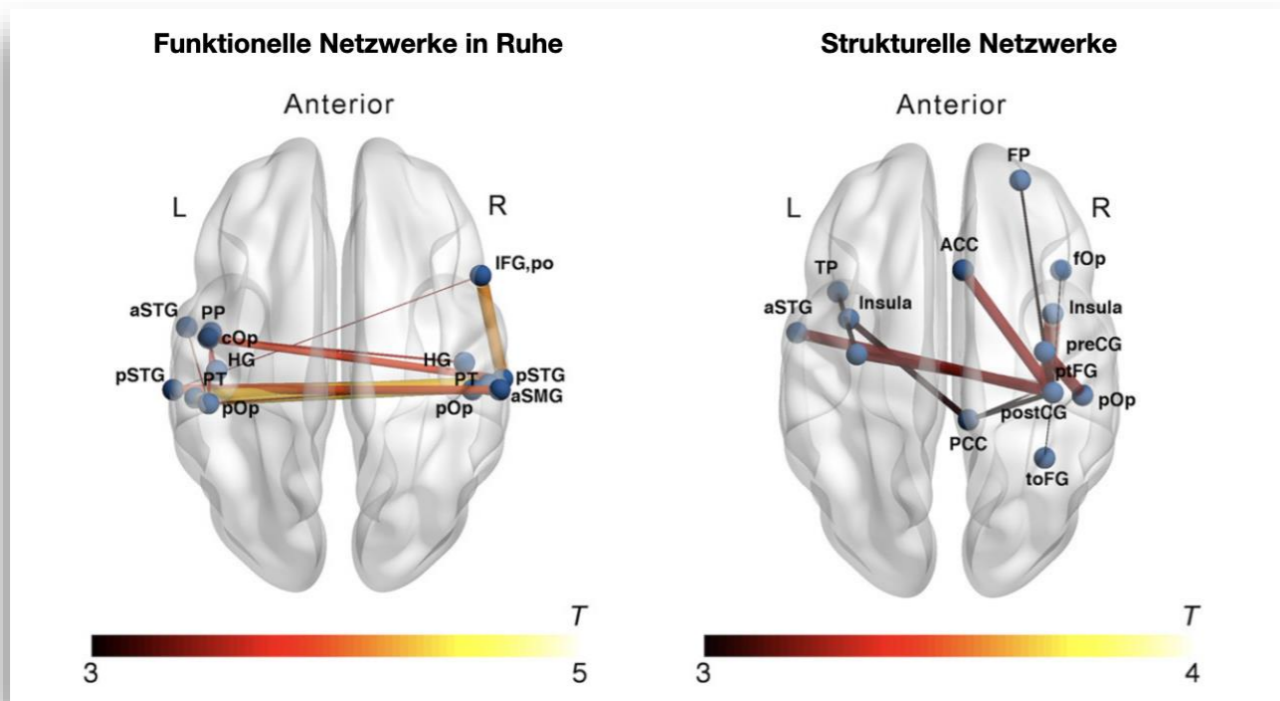 Funktionelle Netzwerke in Ruhe
Anterior
L
R
IFG,po
aSTG
PP
cOp
HG
HG
pSTG
PT
PT
pSTG
aSMG
pOp
pOp
T
3
5
Strukturelle Netzwerke
Anterior
FP
L
R
ACC
fOp
TP
Insula
Insula
aSTG
preCG
ptFG
pOp
postCG
PCC
toFG
T
3
4